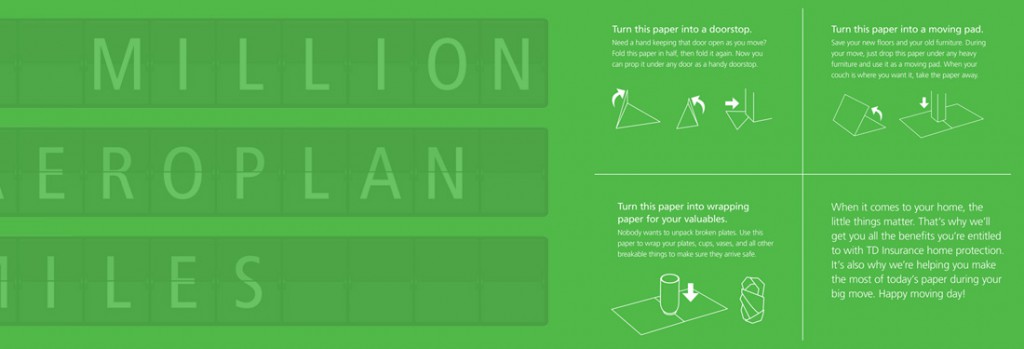 MILLION
AEROPLAN
MILES
Turn this paper into a doorstop.
Need a hand keeping that door open as you move?
Fold this paper in half, then fold it again. Now you
can prop it under any door as a handy doorstop.
Turn this paper into a moving pad.
Save your new floors and your old furniture. During
your move, just drop this paper under any heavy
furniture and use it as a moving pad. When your
couch is where you want it, take the paper away.
Turn this paper into wrapping
paper for your valuables.
Nobody wants to unpack broken plates. Use this
paper to wrap your plates, cups, vases, and all other
breakable things to make sure they arrive safe.
When it comes to your home, the
little things matter. That's why we'll
get you all the benefits you're entitled
to with TD Insurance home protection.
It's also why we're helping you make
the most of today's paper during your
big move. Happy moving day!